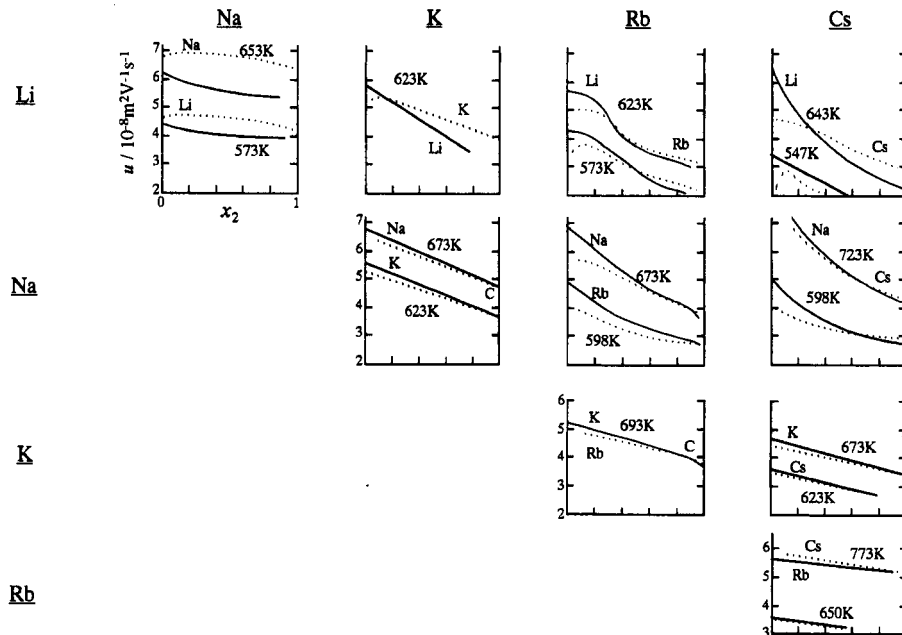 Na K Rb Cs
Li
u / 10⁻⁸m²V⁻¹s⁻¹
7
6
5
4
3
2
Na
653K
Li
573K
0 1
x₂
623K
K
Li
Li
623K
Rb
573K
Li
643K
Cs
547K
Na
7
6
5
4
3
2
Na
673K
K
C
623K
Na
673K
Rb
598K
Na
723K
Cs
598K
K
6
5
4
3
2
K
693K
C
Rb
K
673K
Cs
623K
Rb
6
5
4
3
Cs
773K
Rb
650K